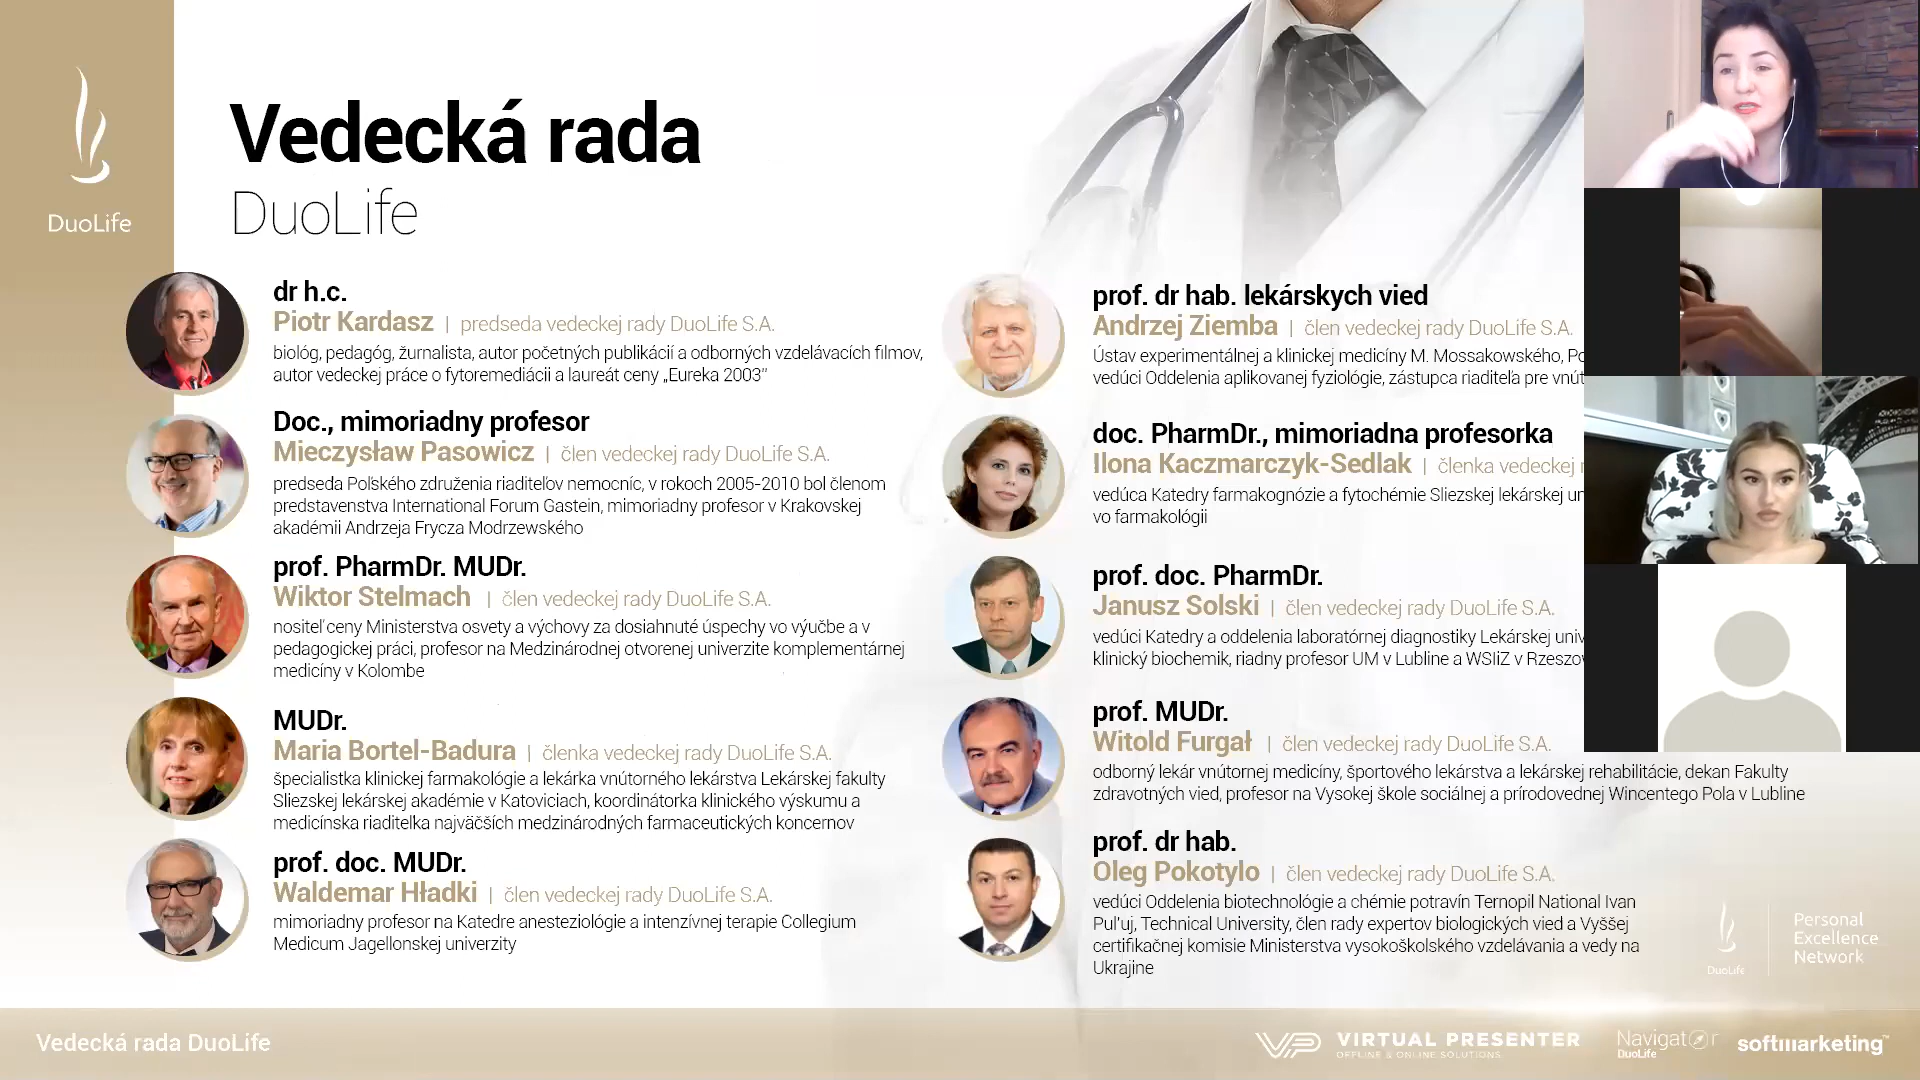 DuoLife
Vedecká rada
DuoLife
dr h.c.
Piotr Kardasz | predseda vedeckej rady DuoLife S.A.
biológ, pedagóg, žurnalista, autor početných publikácií a odborných vzdelávacích filmov,
autor vedeckej práce o fytoremediácii a laureát ceny „Eureka 2003”
Doc., mimoriadny profesor
Mieczysław Pasowicz | člen vedeckej rady DuoLife S.A.
predseda Poľského združenia riaditeľov nemocníc, v rokoch 2005-2010 bol členom
predstavenstva International Forum Gastein, mimoriadny profesor v Krakovskej
akadémii Andrzeja Frycza Modrzewského
prof. PharmDr. MUDr.
Wiktor Stelmach | člen vedeckej rady DuoLife S.A.
nositeľ ceny Ministerstva osvety a výchovy za dosiahnuté úspechy vo výučbe a v
pedagogickej práci, profesor na Medzinárodnej otvorenej univerzite komplementárnej
medicíny v Kolombe
MUDr.
Maria Bortel-Badura | členka vedeckej rady DuoLife S.A.
špecialistka klinickej farmakológie a lekárka vnútorného lekárstva Lekárskej fakulty
Sliezskej lekárskej akadémie v Katoviciach, koordinátorka klinického výskumu a
medicínska riaditeľka najväčších medzinárodných farmaceutických koncernov
prof. doc. MUDr.
Waldemar Hładki | člen vedeckej rady DuoLife S.A.
mimoriadny profesor na Katedre anesteziológie a intenzívnej terapie Collegium
Medicum Jagellonskej univerzity
prof. dr hab. lekárskych vied
Andrzej Ziemba | člen vedeckej rady DuoLife S.A.
Ústav experimentálnej a klinickej medicíny M. Mossakowského, Po
vedúci Oddelenia aplikovanej fyziológie, zástupca riaditeľa pre vnút
doc. PharmDr., mimoriadna profesorka
Ilona Kaczmarczyk-Sedlak | členka vedeckej r
vedúca Katedry farmakognózie a fytochémie Sliezskej lekárskej un
vo farmakológii
prof. doc. PharmDr.
Janusz Solski | člen vedeckej rady DuoLife S.A.
vedúci Katedry a oddelenia laboratórnej diagnostiky Lekárskej univ
klinický biochemik, riadny profesor UM v Lubline a WSIiZ v Rzeszov
prof. MUDr.
Witold Furgał | člen vedeckej rady DuoLife S.A.
odborný lekár vnútornej medicíny, športového lekárstva a lekárskej rehabilitácie, dekan Fakulty
zdravotných vied, profesor na Vysokej škole sociálnej a prírodovednej Wincentego Pola v Lubline
prof. dr hab.
Oleg Pokotylo | člen vedeckej rady DuoLife S.A.
vedúci Oddelenia biotechnológie a chémie potravín Ternopil National Ivan
Pul'uj, Technical University, člen rady expertov biologických vied a Vyššej
certifikačnej komisie Ministerstva vysokoškolského vzdelávania a vedy na
Ukrajine
DuoLife
Personal
Excellence
Network
Vedecká rada DuoLife
VP VIRTUAL PRESENTER
OFFLINE & ONLINE SOLUTIONS
Navigator
DuoLife
softmarketing™